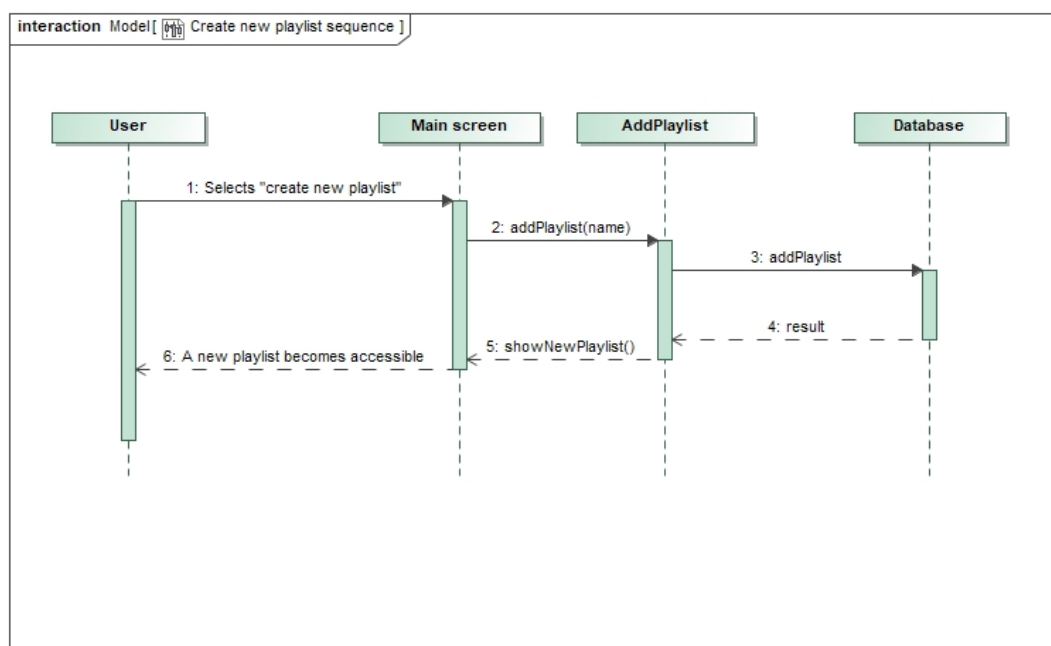 interaction Model[ Create new playlist sequence ]
User
Main screen
AddPlaylist
Database
1: Selects "create new playlist"
2: addPlaylist(name)
3: addPlaylist
4: result
5: showNewPlaylist()
6: A new playlist becomes accessible